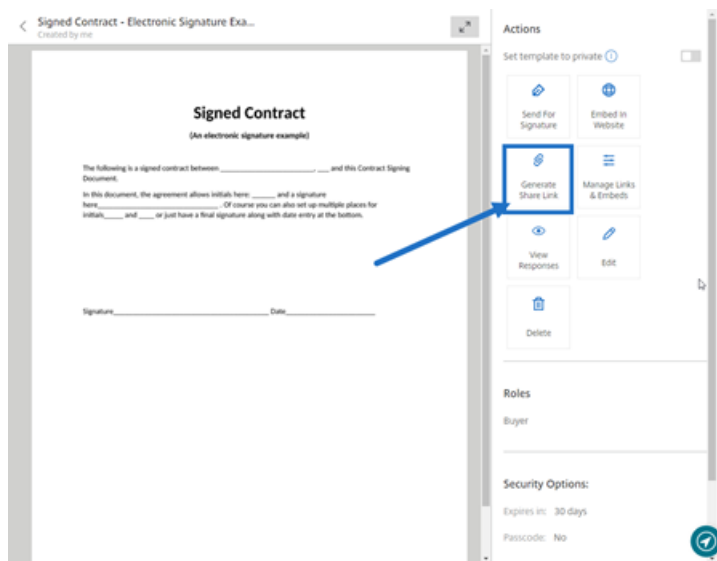 Signed Contract - Electronic Signature Exa...
Created by me
Signed Contract
(An electronic signature example)
The following is a signed contract between ________________________, ___ and this Contract Signing
Document.
In this document, the agreement allows initials here: ______ and a signature
here______________________________. Of course you can also set up multiple places for
initials_____ and ____ or just have a final signature along with date entry at the bottom.
Signature________________________________________ Date_______________________
Actions
Set template to private ?
Send For
Signature
Embed In
Website
Generate
Share Link
Manage Links
& Embeds
View
Responses
Edit
Delete
Roles
Buyer
Security Options:
Expires in: 30 days
Passcode: No